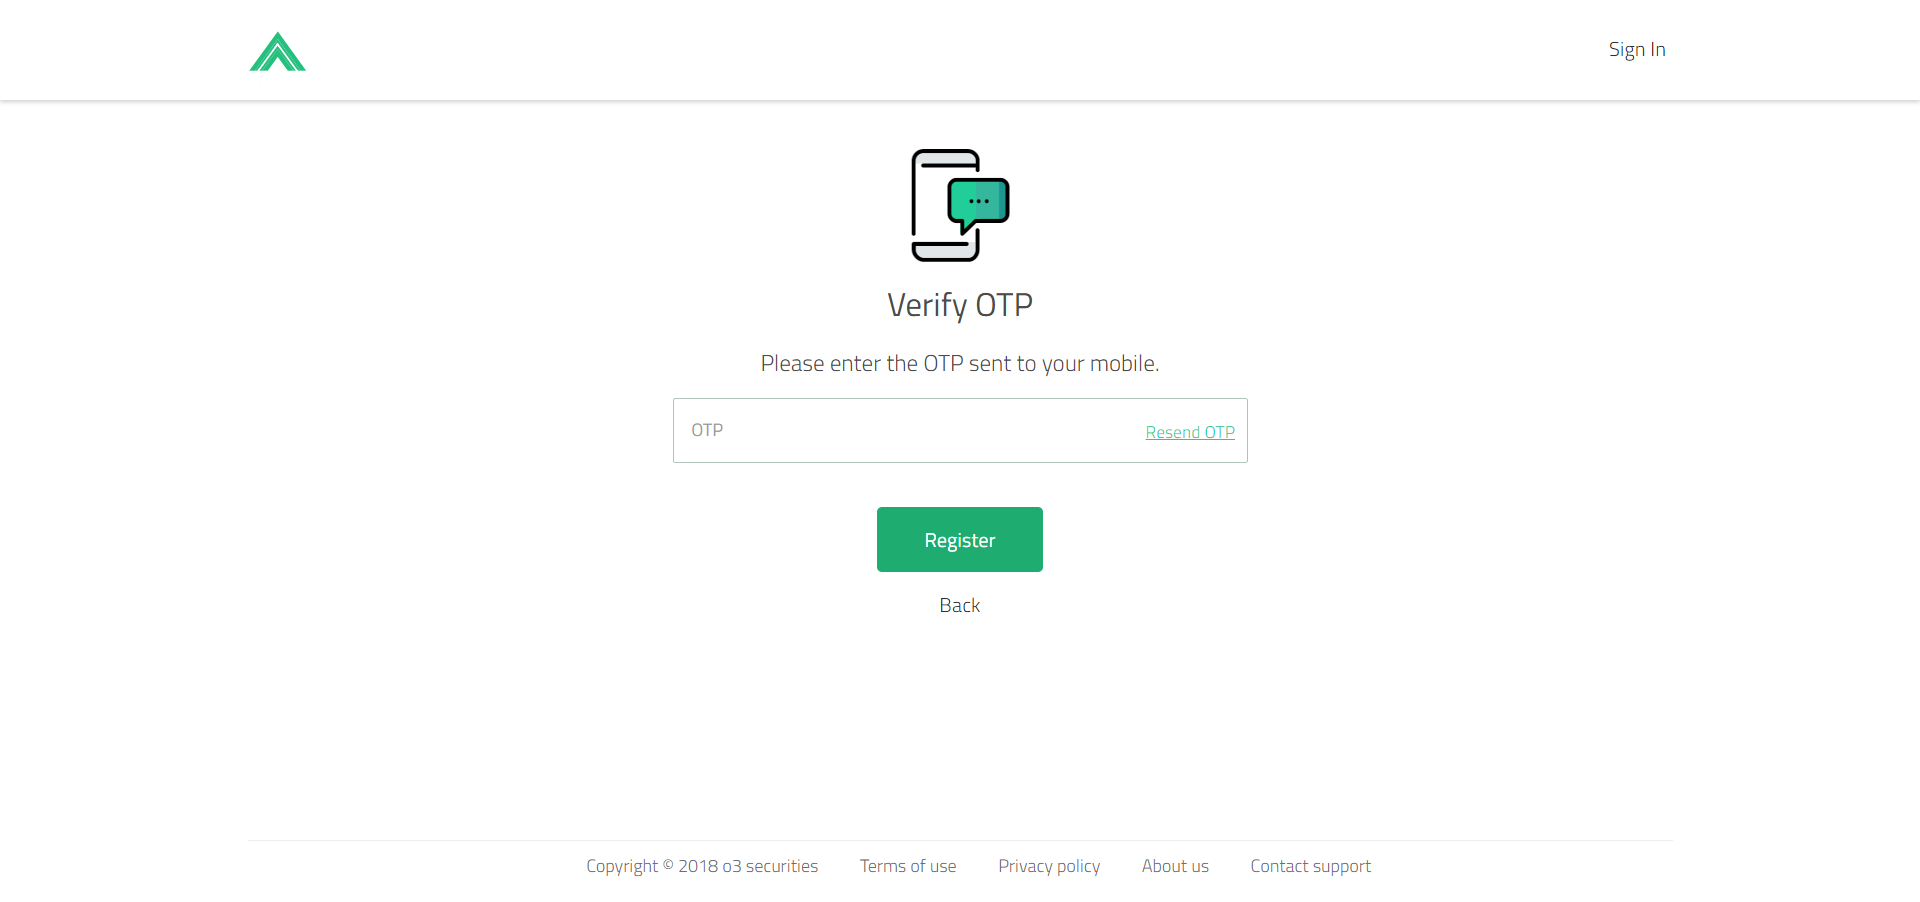 Sign In
Verify OTP
Please enter the OTP sent to your mobile.
OTP Resend OTP
Register
Back
Copyright © 2018 o3 securities Terms of use Privacy policy About us Contact support